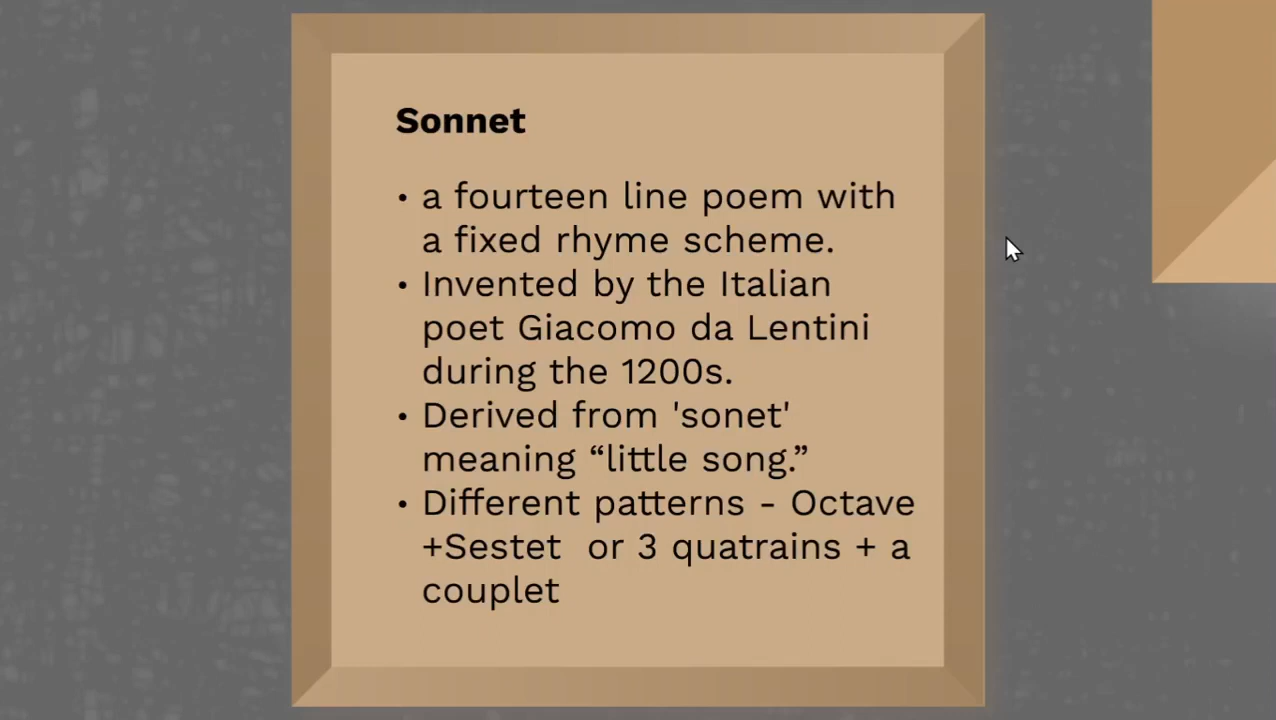 Sonnet
• a fourteen line poem with
a fixed rhyme scheme.
• Invented by the Italian
poet Giacomo da Lentini
during the 1200s.
• Derived from 'sonet'
meaning “little song.”
• Different patterns - Octave
+Sestet  or 3 quatrains + a
couplet